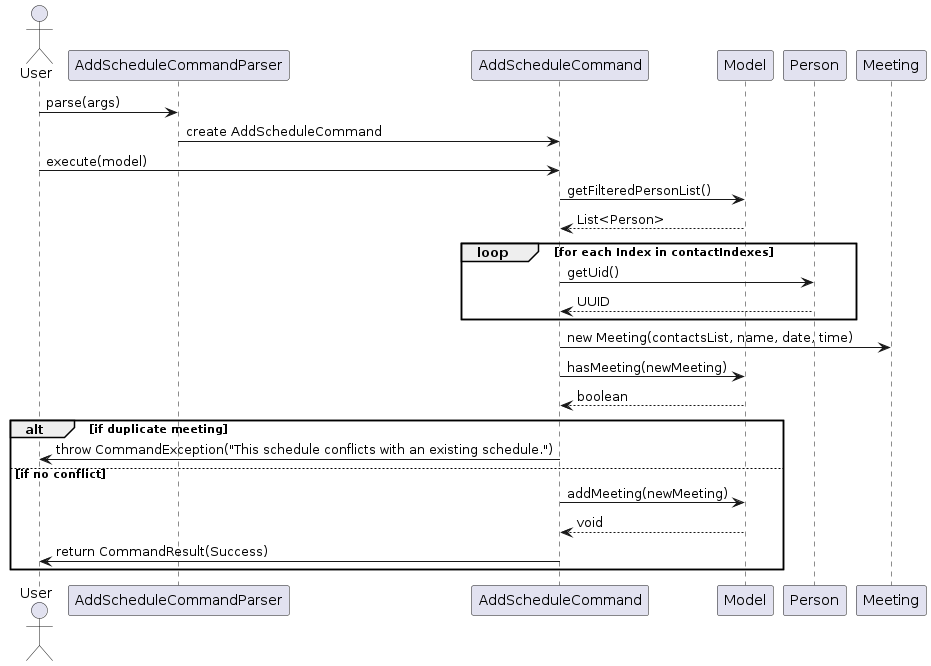 User
AddScheduleCommandParser
AddScheduleCommand
Model
Person
Meeting
parse(args)
create AddScheduleCommand
execute(model)
getFilteredPersonList()
List<Person>
loop
[for each Index in contactIndexes]
getUid()
UUID
new Meeting(contactsList, name, date, time)
hasMeeting(newMeeting)
boolean
alt
[if duplicate meeting]
throw CommandException("This schedule conflicts with an existing schedule.")
[if no conflict]
addMeeting(newMeeting)
void
return CommandResult(Success)
User
AddScheduleCommandParser
AddScheduleCommand
Model
Person
Meeting